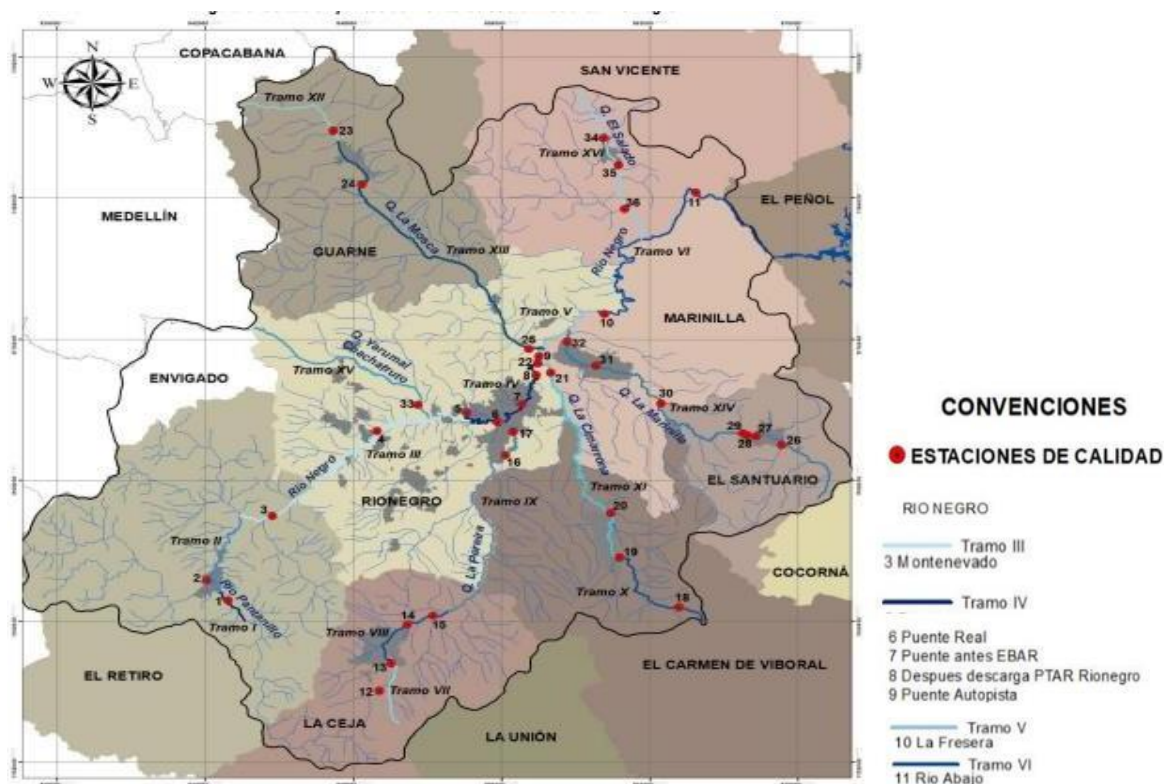 COPACABANA
SAN VICENTE
N
W E
S
Tramo XII
23
Q. El Salado
34
Tramo XVI
35
24
36
11
EL PEÑOL
MEDELLÍN
Q. La Mosca
GUARNE
Tramo XIII
Rio Negro
Tramo VI
Tramo V
10
MARINILLA
Q. Yarumal
Chachafruto
25
32
9
22
31
8
21
ENVIGADO
Tramo XV
Tramo IV
30
33
5
7
Q. La Marinilla
Tramo XIV
6
4
17
29
27
28
26
Tramo III
16
Q. La Cimarrona
Rio Negro
RIONEGRO
Tramo IX
Tramo XI
EL SANTUARIO
3
20
Tramo II
Q. La Pereira
19
COCORNÁ
2
1
Rio Pantanillo
Tramo X
18
Tramo I
14
15
Tramo VIII
13
EL CARMEN DE VIBORAL
EL RETIRO
12
Tramo VII
LA CEJA
LA UNIÓN
CONVENCIONES
ESTACIONES DE CALIDAD
RIO NEGRO
Tramo III
3 Montenevado
Tramo IV
6 Puente Real
7 Puente antes EBAR
8 Despues descarga PTAR Rionegro
9 Puente Autopista
Tramo V
10 La Fresera
Tramo VI
11 Rio Abajo